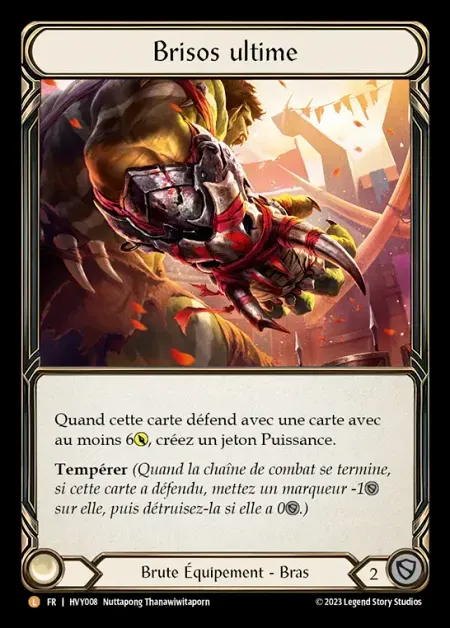 Brisos ultime
Quand cette carte défend avec une carte avec
au moins 6, créez un jeton Puissance.
Tempérer (Quand la chaîne de combat se termine,
si cette carte a défendu, mettez un marqueur -1
sur elle, puis détruisez-la si elle a 0.)
Brute Équipement - Bras
2
L FR | HVY008 Nuttapong Thanawiwitaporn
© 2023 Legend Story Studios